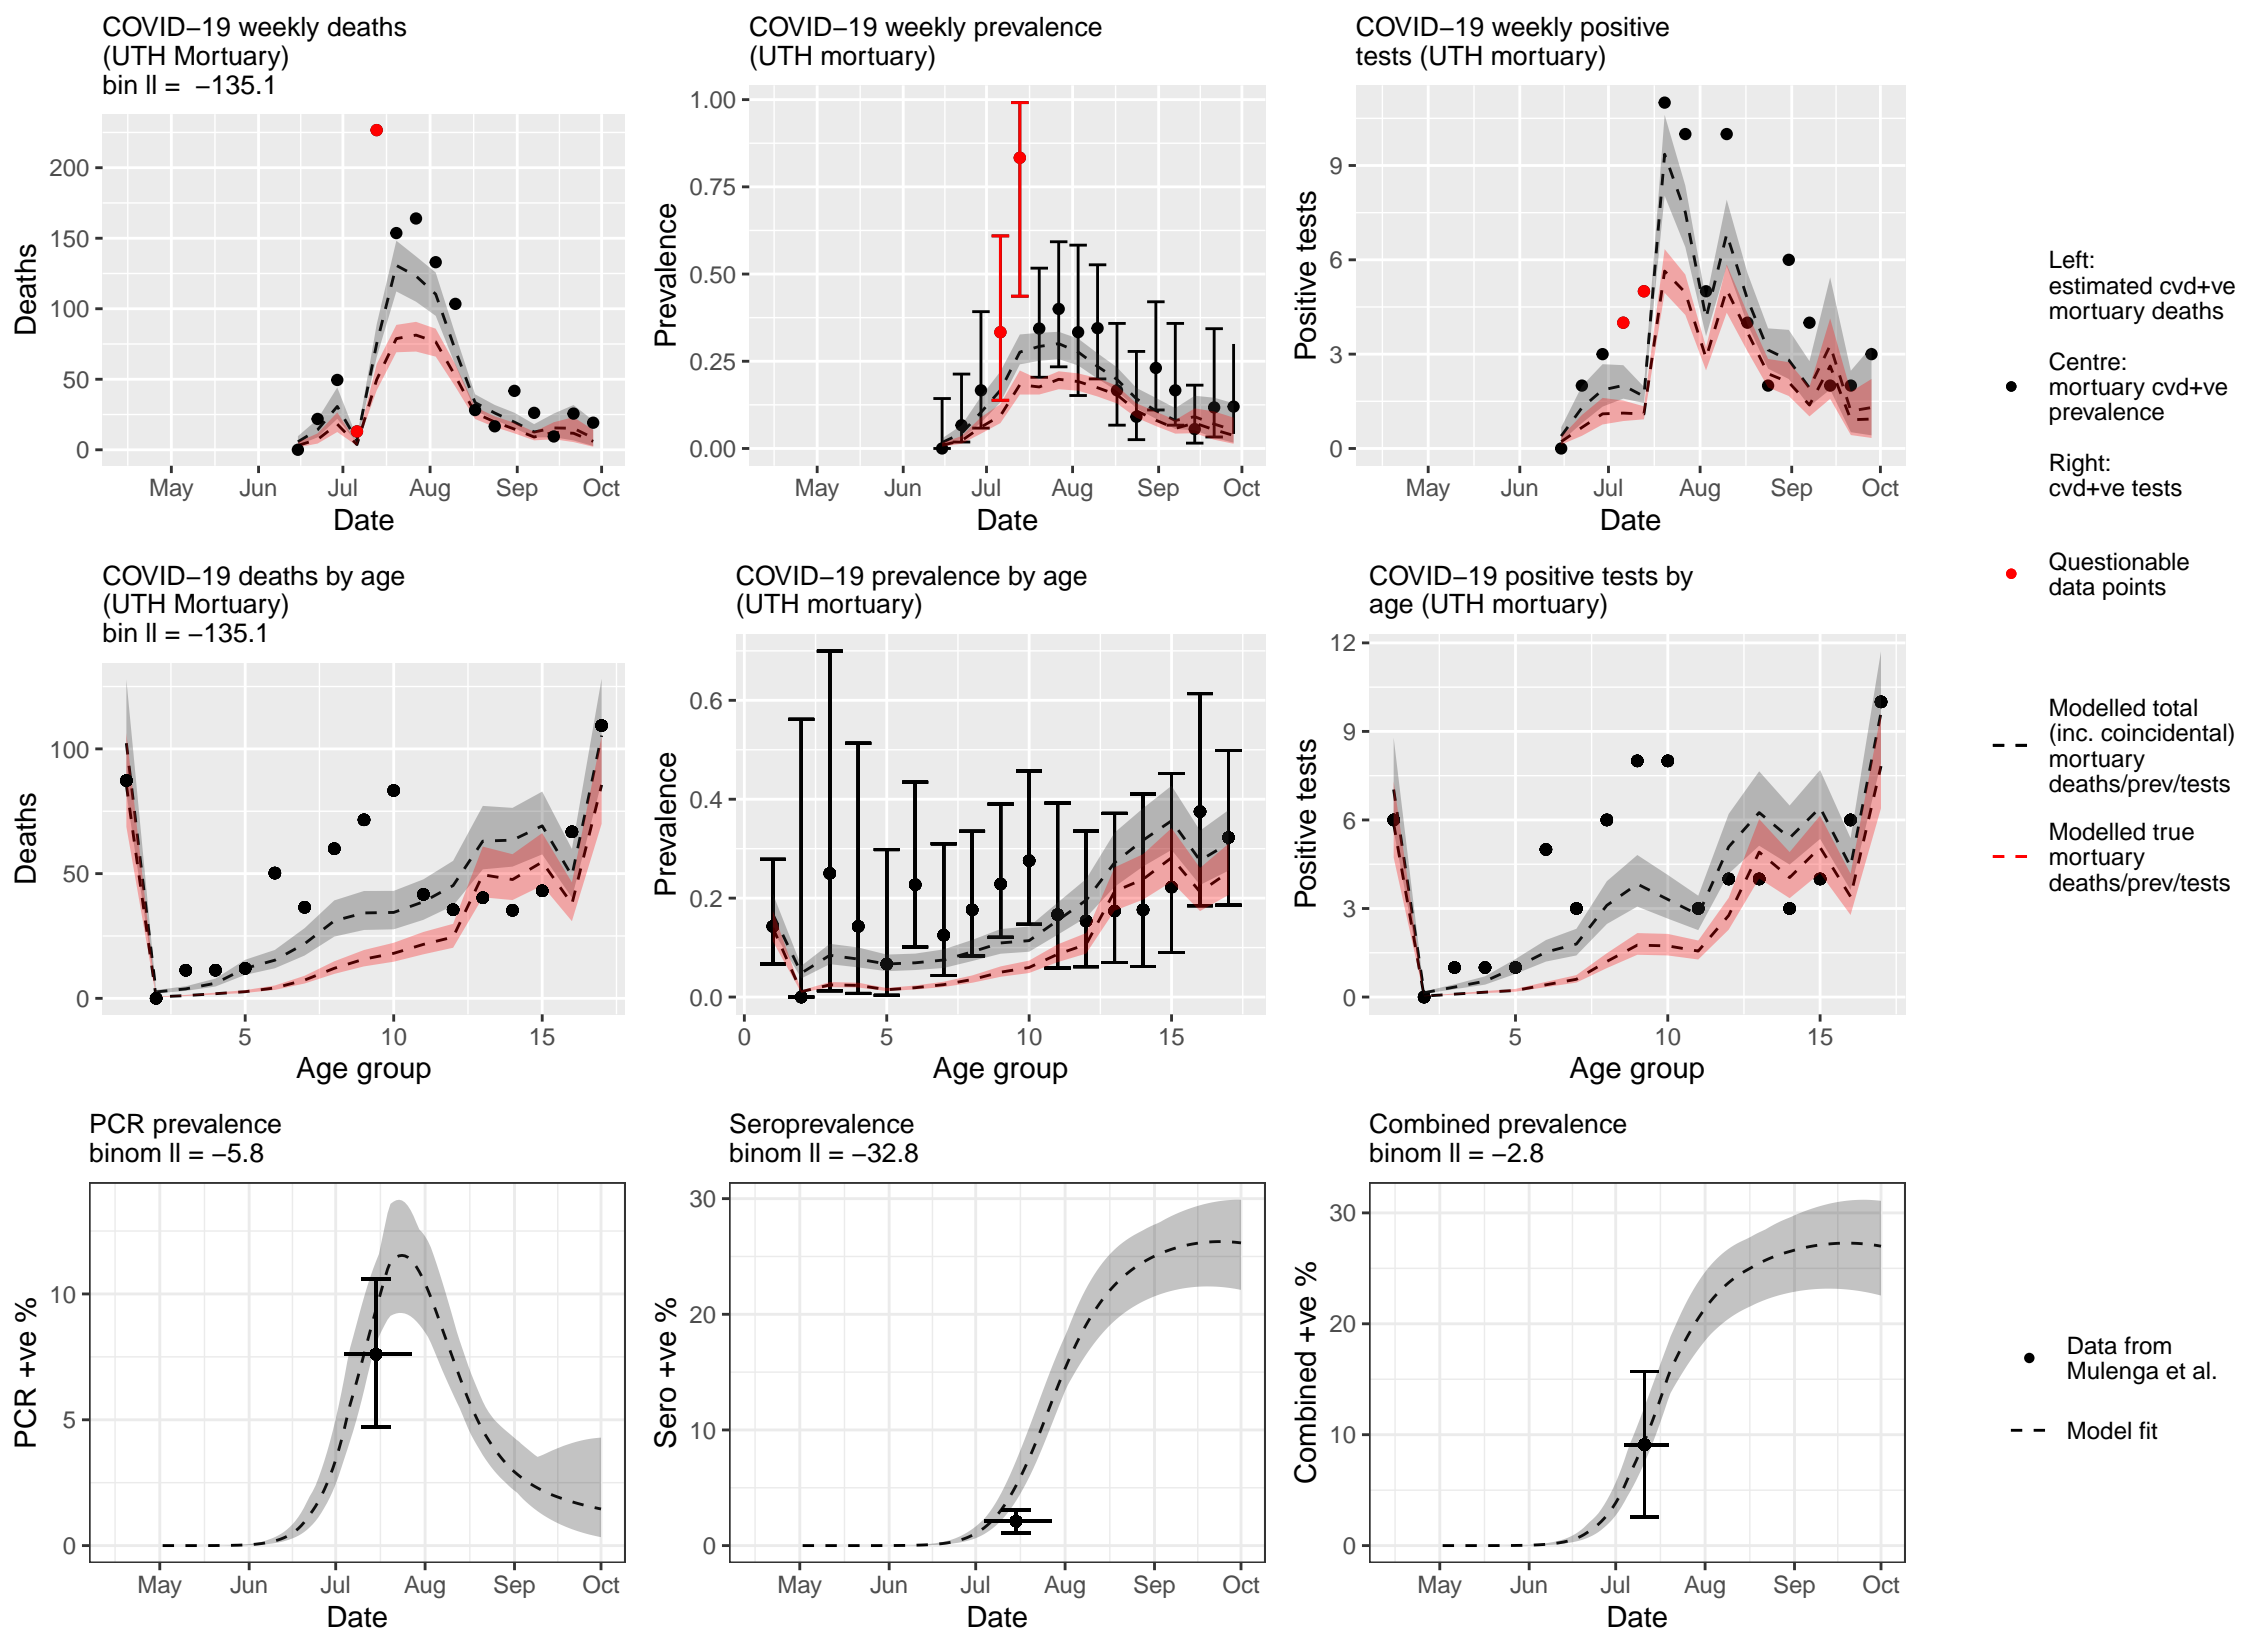 COVID−19 weekly deaths
(UTH Mortuary)
bin ll =  −135.1
COVID−19 weekly prevalence
(UTH mortuary)
COVID−19 weekly positive
tests (UTH mortuary)
Deaths
200
150
100
50
0
May Jun Jul Aug Sep Oct
Date
Prevalence
1.00
0.75
0.50
0.25
0.00
May Jun Jul Aug Sep Oct
Date
Positive tests
9
6
3
0
May Jun Jul Aug Sep Oct
Date
Left:
estimated cvd+ve
mortuary deaths
Centre:
mortuary cvd+ve
prevalence
Right:
cvd+ve tests
Questionable
data points
COVID−19 deaths by age
(UTH Mortuary)
bin ll = −135.1
COVID−19 prevalence by age
(UTH mortuary)
COVID−19 positive tests by
age (UTH mortuary)
Deaths
100
50
0
5 10 15
Age group
Prevalence
0.6
0.4
0.2
0.0
0 5 10 15
Age group
Positive tests
12
9
6
3
0
5 10 15
Age group
Modelled total
(inc. coincidental)
mortuary
deaths/prev/tests
Modelled true
mortuary
deaths/prev/tests
PCR prevalence
binom ll = −5.8
Seroprevalence
binom ll = −32.8
Combined prevalence
binom ll = −2.8
PCR +ve %
10
5
0
May Jun Jul Aug Sep Oct
Date
Sero +ve %
30
20
10
0
May Jun Jul Aug Sep Oct
Date
Combined +ve %
30
20
10
0
May Jun Jul Aug Sep Oct
Date
Data from
Mulenga et al.
Model fit